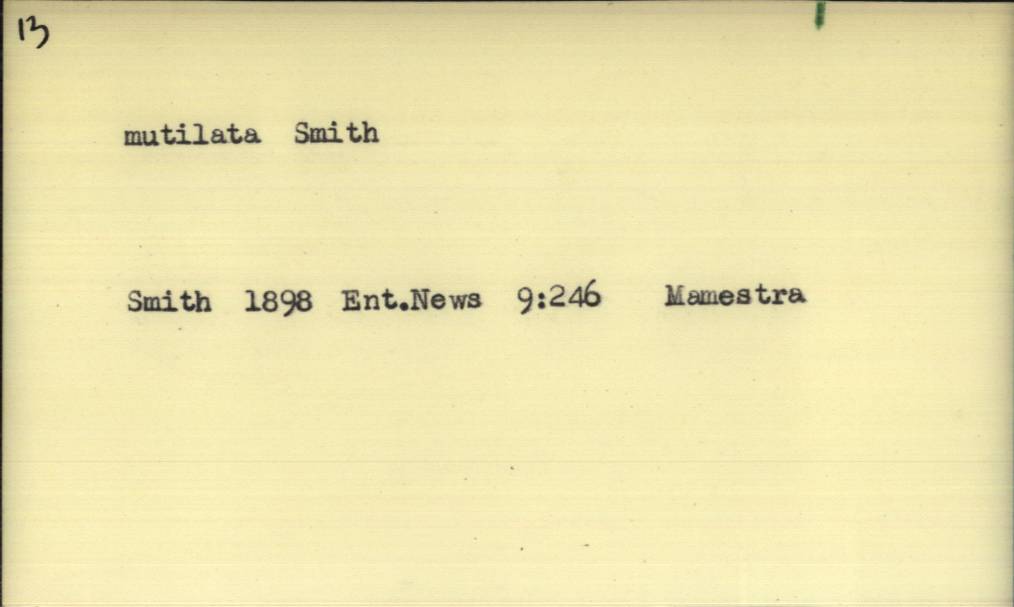 13
mutilata Smith
Smith 1898 Ent.News 9:246 Mamestra